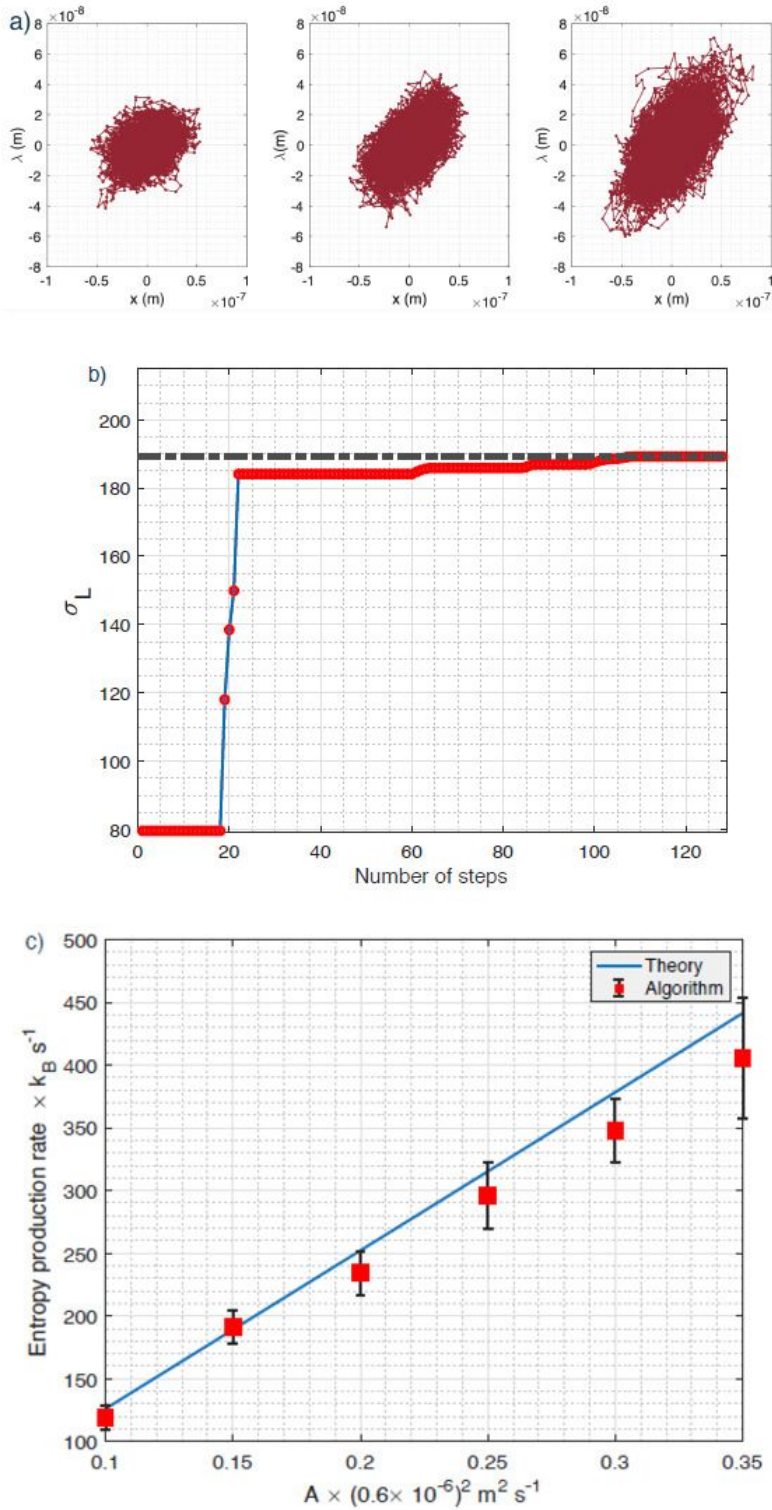 a)
×10⁻⁸
×10⁻⁸
×10⁻⁸
8
6
4
2
0
-2
-4
-6
-8
λ (m)
-1 -0.5 0 0.5 1
x (m) ×10⁻⁷
8
6
4
2
0
-2
-4
-6
-8
λ(m)
-1 -0.5 0 0.5 1
x (m) ×10⁻⁷
8
6
4
2
0
-2
-4
-6
-8
λ (m)
-1 -0.5 0 0.5 1
x (m) ×10⁻⁷
b)
200
180
160
140
120
100
80
σ_L
0 20 40 60 80 100 120
Number of steps
c)
500
450
400
350
300
250
200
150
100
Entropy production rate × k_B s⁻¹
Theory
Algorithm
0.1 0.15 0.2 0.25 0.3 0.35
A × (0.6× 10⁻⁶)² m² s⁻¹